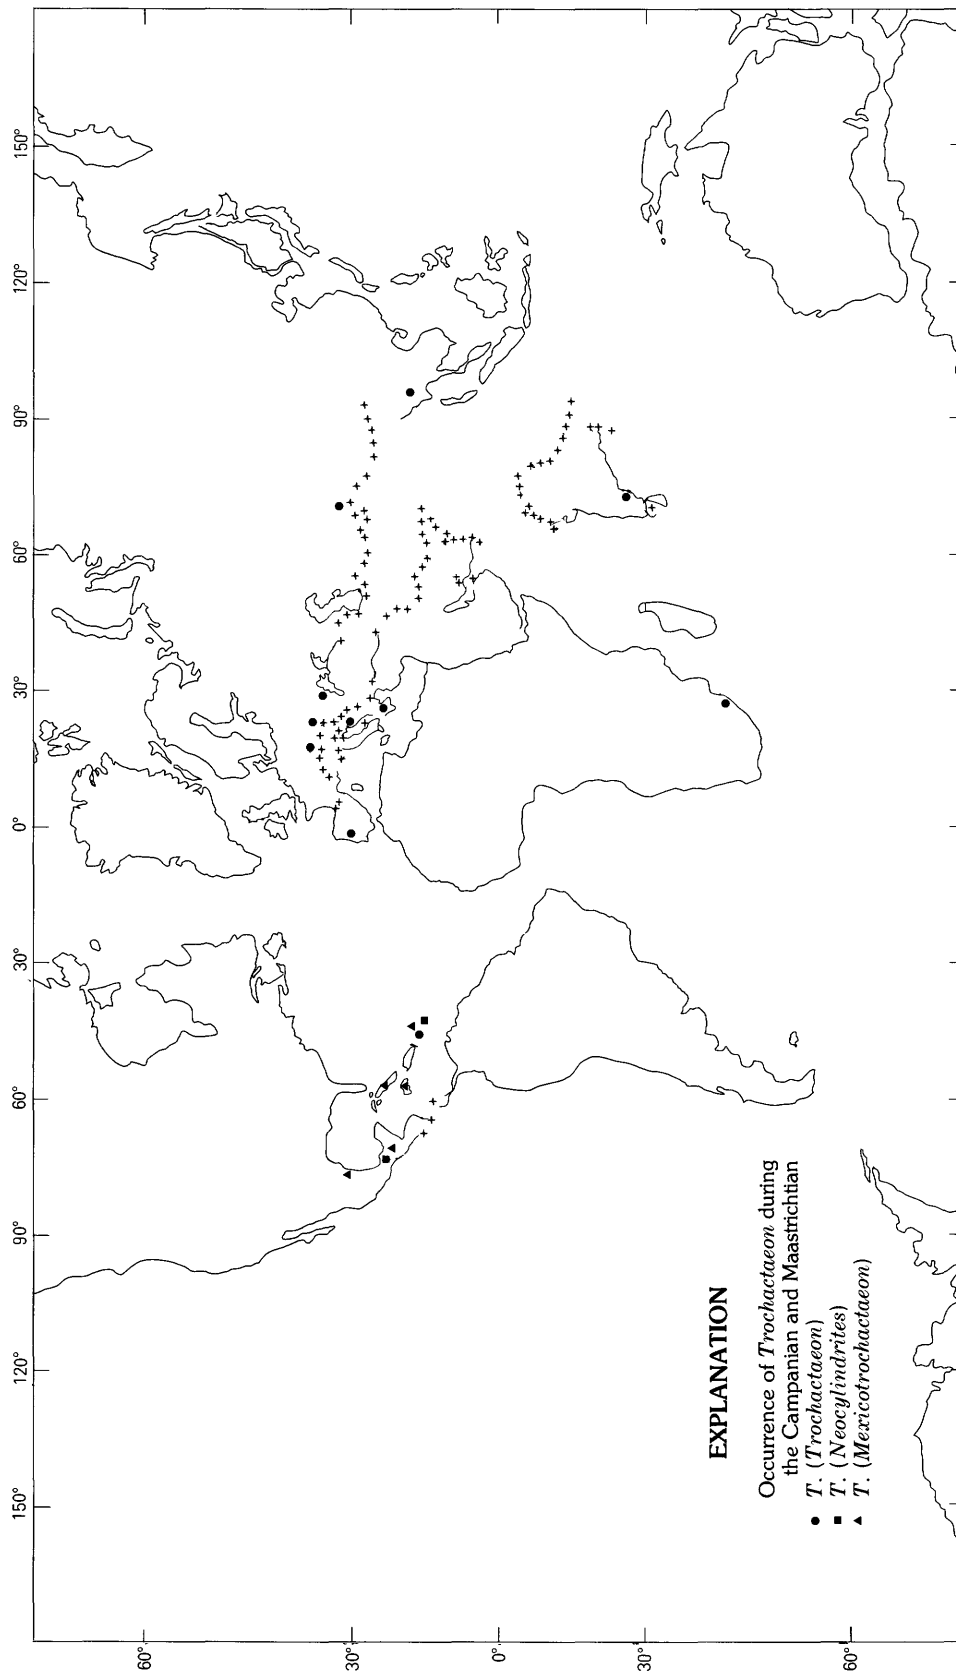 150°
120°
90°
60°
30°
0°
30°
60°
90°
120°
150°
60°
30°
0°
30°
60°
EXPLANATION
Occurrence of Trochactaeon during
the Campanian and Maastrichtian
● T. (Trochactaeon)
■ T. (Neocylindrites)
▲ T. (Mexicotrochactaeon)